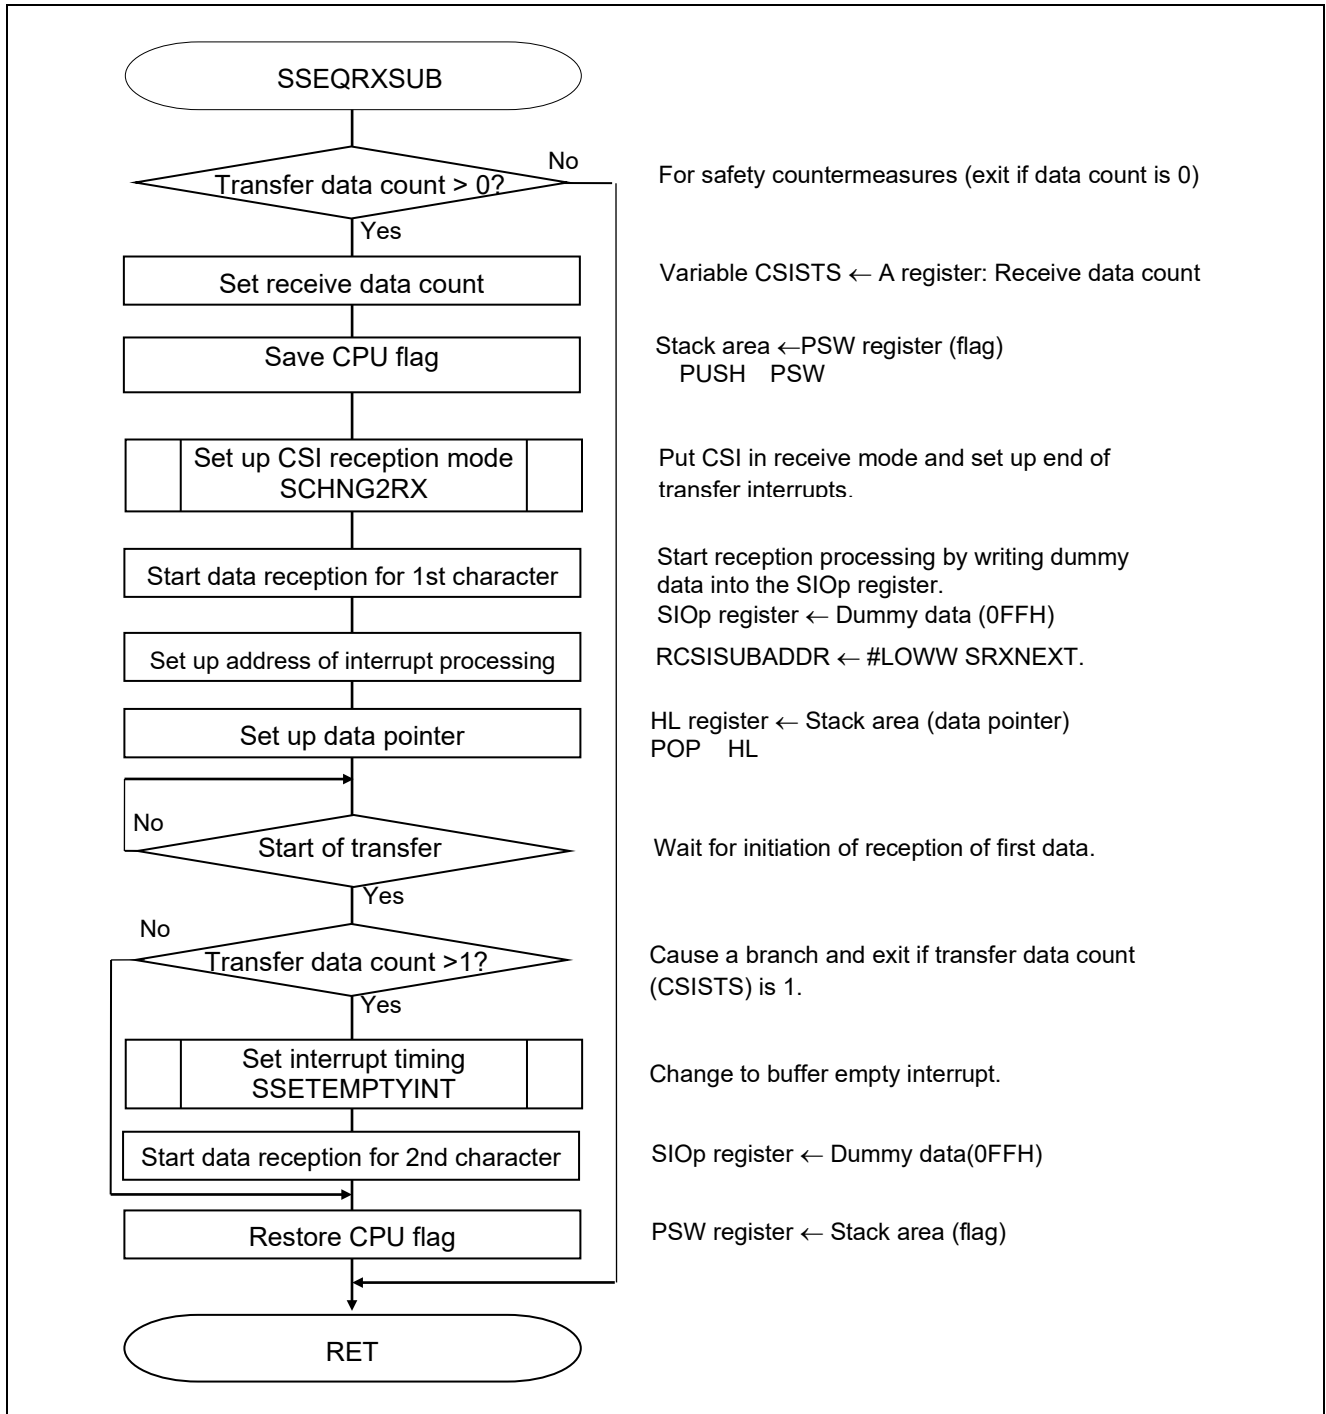 SSEQRXSUB
No
Transfer data count > 0?
For safety countermeasures (exit if data count is 0)
Yes
Set receive data count
Variable CSISTS ← A register: Receive data count
Save CPU flag
Stack area ←PSW register (flag)
PUSH PSW
Set up CSI reception mode
SCHNG2RX
Put CSI in receive mode and set up end of
transfer interrupts.
Start data reception for 1st character
Start reception processing by writing dummy
data into the SIOp register.
SIOp register ← Dummy data (0FFH)
Set up address of interrupt processing
RCSISUBADDR ← #LOWW SRXNEXT.
Set up data pointer
HL register ← Stack area (data pointer)
POP HL
No
Start of transfer
Wait for initiation of reception of first data.
Yes
No
Transfer data count >1?
Cause a branch and exit if transfer data count
(CSISTS) is 1.
Yes
Set interrupt timing
SSETEMPTYINT
Change to buffer empty interrupt.
Start data reception for 2nd character
SIOp register ← Dummy data(0FFH)
Restore CPU flag
PSW register ← Stack area (flag)
RET